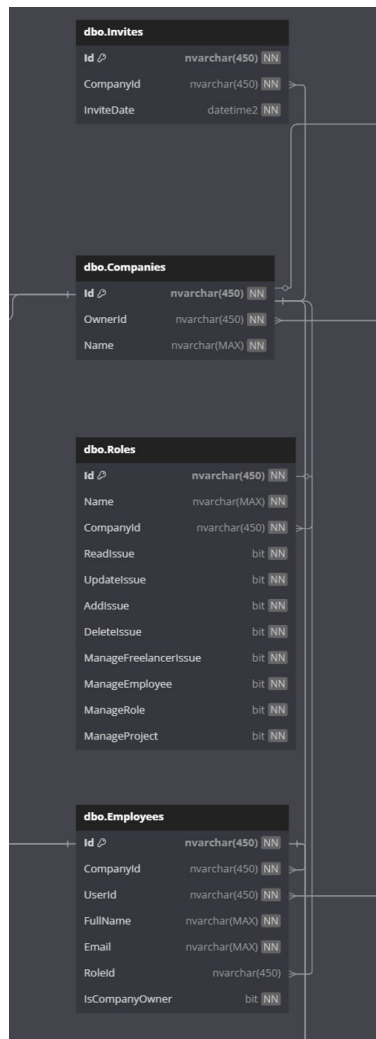 dbo.Invites
Id nvarchar(450) NN
CompanyId nvarchar(450) NN
InviteDate datetime2 NN
dbo.Companies
Id nvarchar(450) NN
OwnerId nvarchar(450) NN
Name nvarchar(MAX) NN
dbo.Roles
Id nvarchar(450) NN
Name nvarchar(MAX) NN
CompanyId nvarchar(450) NN
ReadIssue bit NN
UpdateIssue bit NN
AddIssue bit NN
DeleteIssue bit NN
ManageFreelancerIssue bit NN
ManageEmployee bit NN
ManageRole bit NN
ManageProject bit NN
dbo.Employees
Id nvarchar(450) NN
CompanyId nvarchar(450) NN
UserId nvarchar(450) NN
FullName nvarchar(MAX) NN
Email nvarchar(MAX) NN
RoleId nvarchar(450)
IsCompanyOwner bit NN